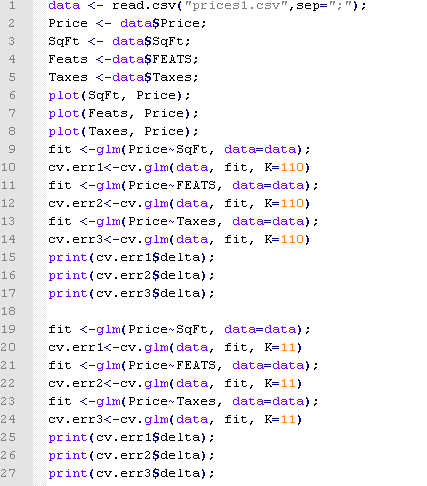 1 data <- read.csv("prices1.csv",sep=";");
2 Price <- data$Price;
3 SqFt <- data$SqFt;
4 Feats <-data$FEATS;
5 Taxes <-data$Taxes;
6 plot(SqFt, Price);
7 plot(Feats, Price);
8 plot(Taxes, Price);
9 fit <-glm(Price~SqFt, data=data);
10 cv.err1<-cv.glm(data, fit, K=110)
11 fit <-glm(Price~FEATS, data=data);
12 cv.err2<-cv.glm(data, fit, K=110)
13 fit <-glm(Price~Taxes, data=data);
14 cv.err3<-cv.glm(data, fit, K=110)
15 print(cv.err1$delta);
16 print(cv.err2$delta);
17 print(cv.err3$delta);
18
19 fit <-glm(Price~SqFt, data=data);
20 cv.err1<-cv.glm(data, fit, K=11)
21 fit <-glm(Price~FEATS, data=data);
22 cv.err2<-cv.glm(data, fit, K=11)
23 fit <-glm(Price~Taxes, data=data);
24 cv.err3<-cv.glm(data, fit, K=11)
25 print(cv.err1$delta);
26 print(cv.err2$delta);
27 print(cv.err3$delta);